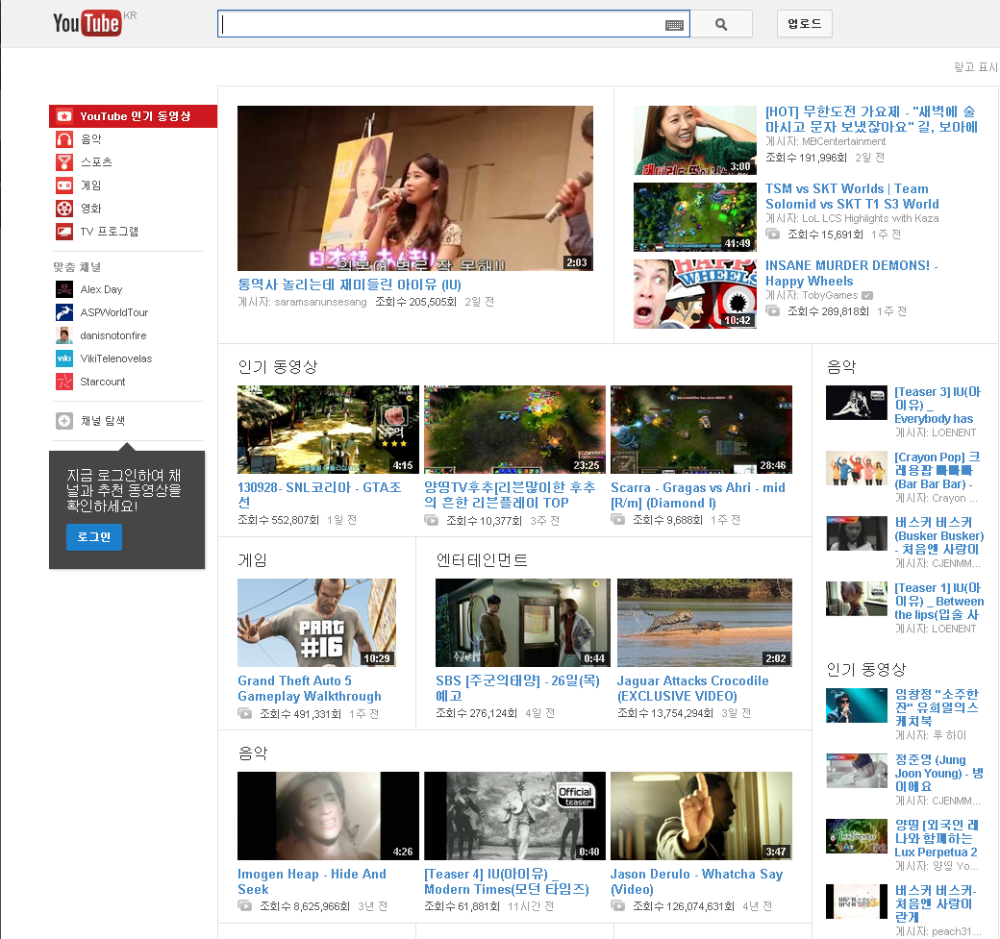 YouTube KR
업로드
광고 표시
YouTube 인기 동영상
음악
스포츠
게임
영화
TV 프로그램
맞춤 채널
Alex Day
ASPWorldTour
danisnotonfire
VikiTelenovelas
Starcount
채널 탐색
지금 로그인하여 채
널과 추천 동영상을
확인하세요!
로그인
일본어 별로 잘 못해!!
2:03
통역사 놀리는데 재미들린 아이유 (IU)
게시자: saramsanunsesang 조회수 205,505회 2일 전
3:00
[HOT] 무한도전 가요제 - "새벽에 술
마시고 문자 보냈잖아요" 길, 보아에
게시자: MBCentertainment
조회수 191,996회 2일 전
41:49
TSM vs SKT Worlds | Team
Solomid vs SKT T1 S3 World
게시자: LoL LCS Highlights with Kaza
조회수 15,691회 1주 전
HAPPY
WHEELS
10:42
INSANE MURDER DEMONS! -
Happy Wheels
게시자: TobyGames
조회수 289,818회 1주 전
인기 동영상
SNL
4:15
130928- SNL코리아 - GTA조
선
조회수 552,807회 1일 전
23:25
양띵TV후추[리븐많이한 후추
의 흔한 리븐플레이 TOP
조회수 10,377회 3주 전
28:46
Scarra - Gragas vs Ahri - mid
[R/m] (Diamond I)
조회수 9,688회 1주 전
게임
PART
#16
10:29
Grand Theft Auto 5
Gameplay Walkthrough
조회수 491,331회 1주 전
엔터테인먼트
주군의태양
0:44
SBS [주군의태양] - 26일(목)
예고
조회수 276,124회 4일 전
2:02
Jaguar Attacks Crocodile
(EXCLUSIVE VIDEO)
조회수 13,754,294회 3일 전
음악
4:26
Imogen Heap - Hide And
Seek
조회수 8,625,966회 3년 전
Official
teaser
0:40
[Teaser 4] IU(아이유) _
Modern Times(모던 타임즈)
조회수 61,881회 11시간 전
3:47
Jason Derulo - Whatcha Say
(Video)
조회수 126,074,631회 4년 전
음악
[Teaser 3] IU(아
이유) _
Everybody has
게시자: LOENENT
[Crayon Pop] 크
레용팝 빠빠빠
(Bar Bar Bar) -
게시자: Crayon ...
버스커 버스커
(Busker Busker)
- 처음엔 사랑이
게시자: CJENMM...
[Teaser 1] IU(아
이유) _ Between
the lips(입술 사
게시자: LOENENT
인기 동영상
임창정 "소주한
잔" 유희열의스
케치북
게시자: 후 하이
정준영 (Jung
Joon Young) - 병
이에요
게시자: CJENMM...
양띵 [외국인 레
나와 함께하는
Lux Perpetua 2
게시자: 양띵 Yo...
버스커 버스커-
처음엔 사랑이
란게
게시자: peach31...